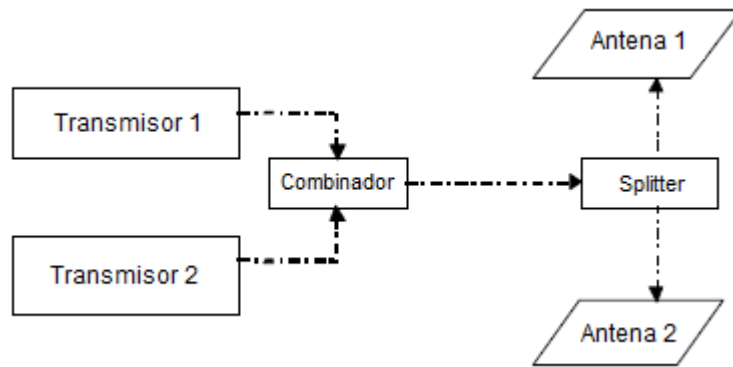 Antena 1
Transmisor 1
Combinador
Splitter
Transmisor 2
Antena 2